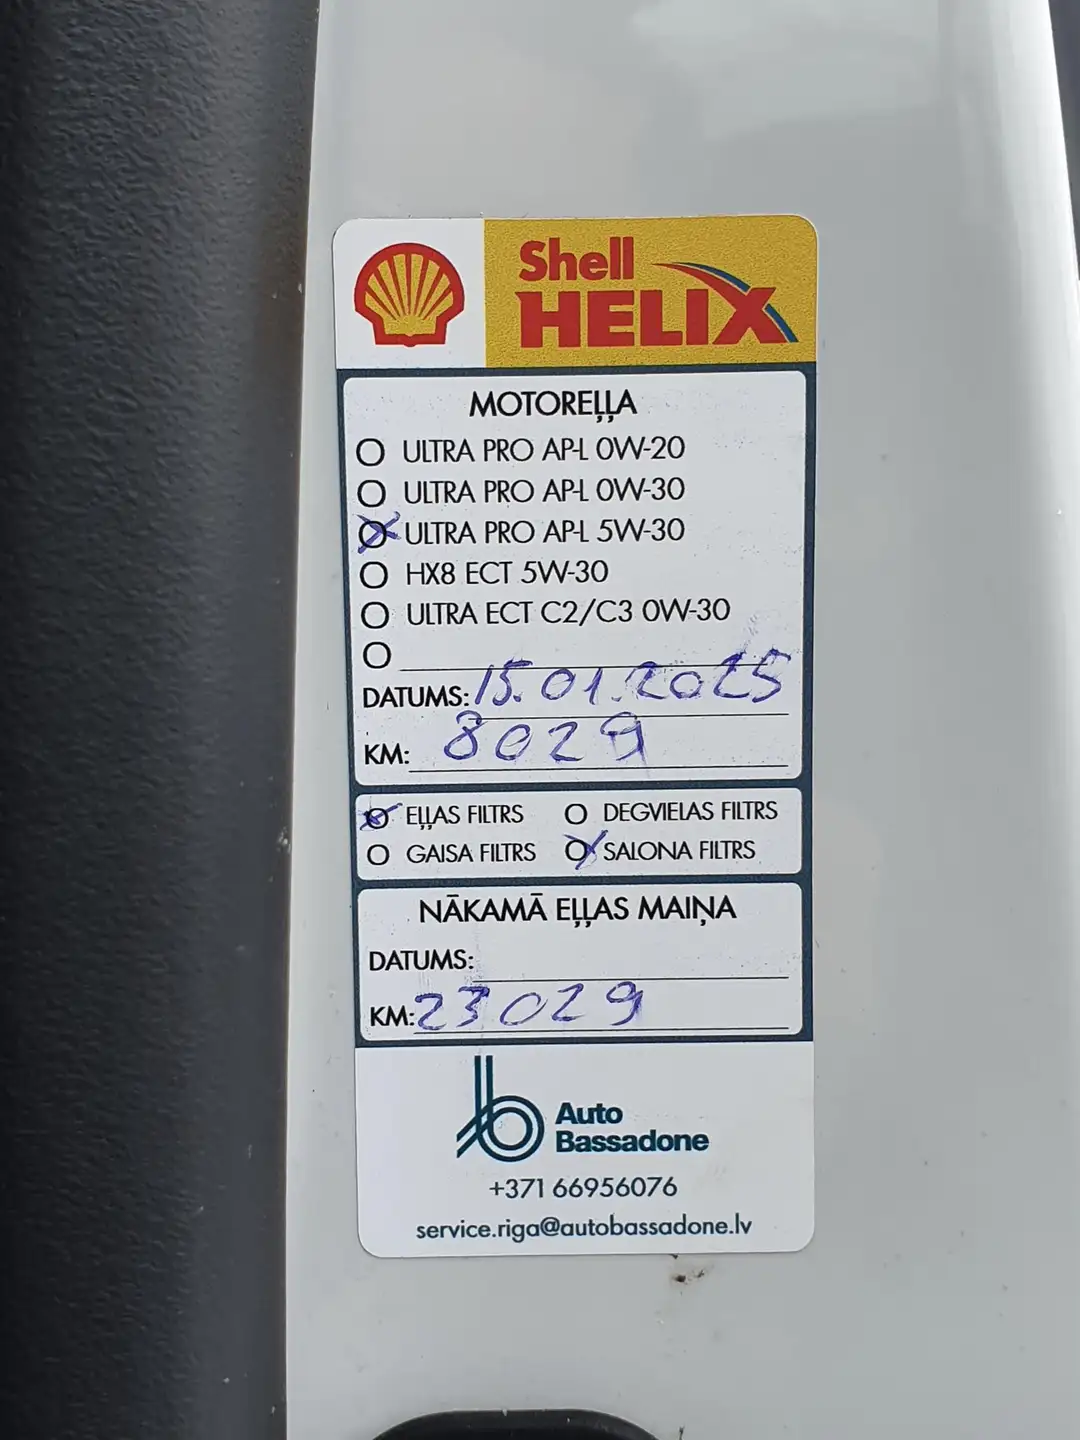 Shell
HELIX
MOTOREĻĻA
ULTRA PRO AP-L 0W-20
ULTRA PRO AP-L 0W-30
ULTRA PRO AP-L 5W-30
HX8 ECT 5W-30
ULTRA ECT C2/C3 0W-30
DATUMS: 15.01.2025
KM: 8029
EĻĻAS FILTRS DEGVIELAS FILTRS
GAISA FILTRS SALONA FILTRS
NĀKAMĀ EĻĻAS MAIŅA
DATUMS:
KM: 23029
Auto
Bassadone
+371 66956076
service.riga@autobassadone.lv